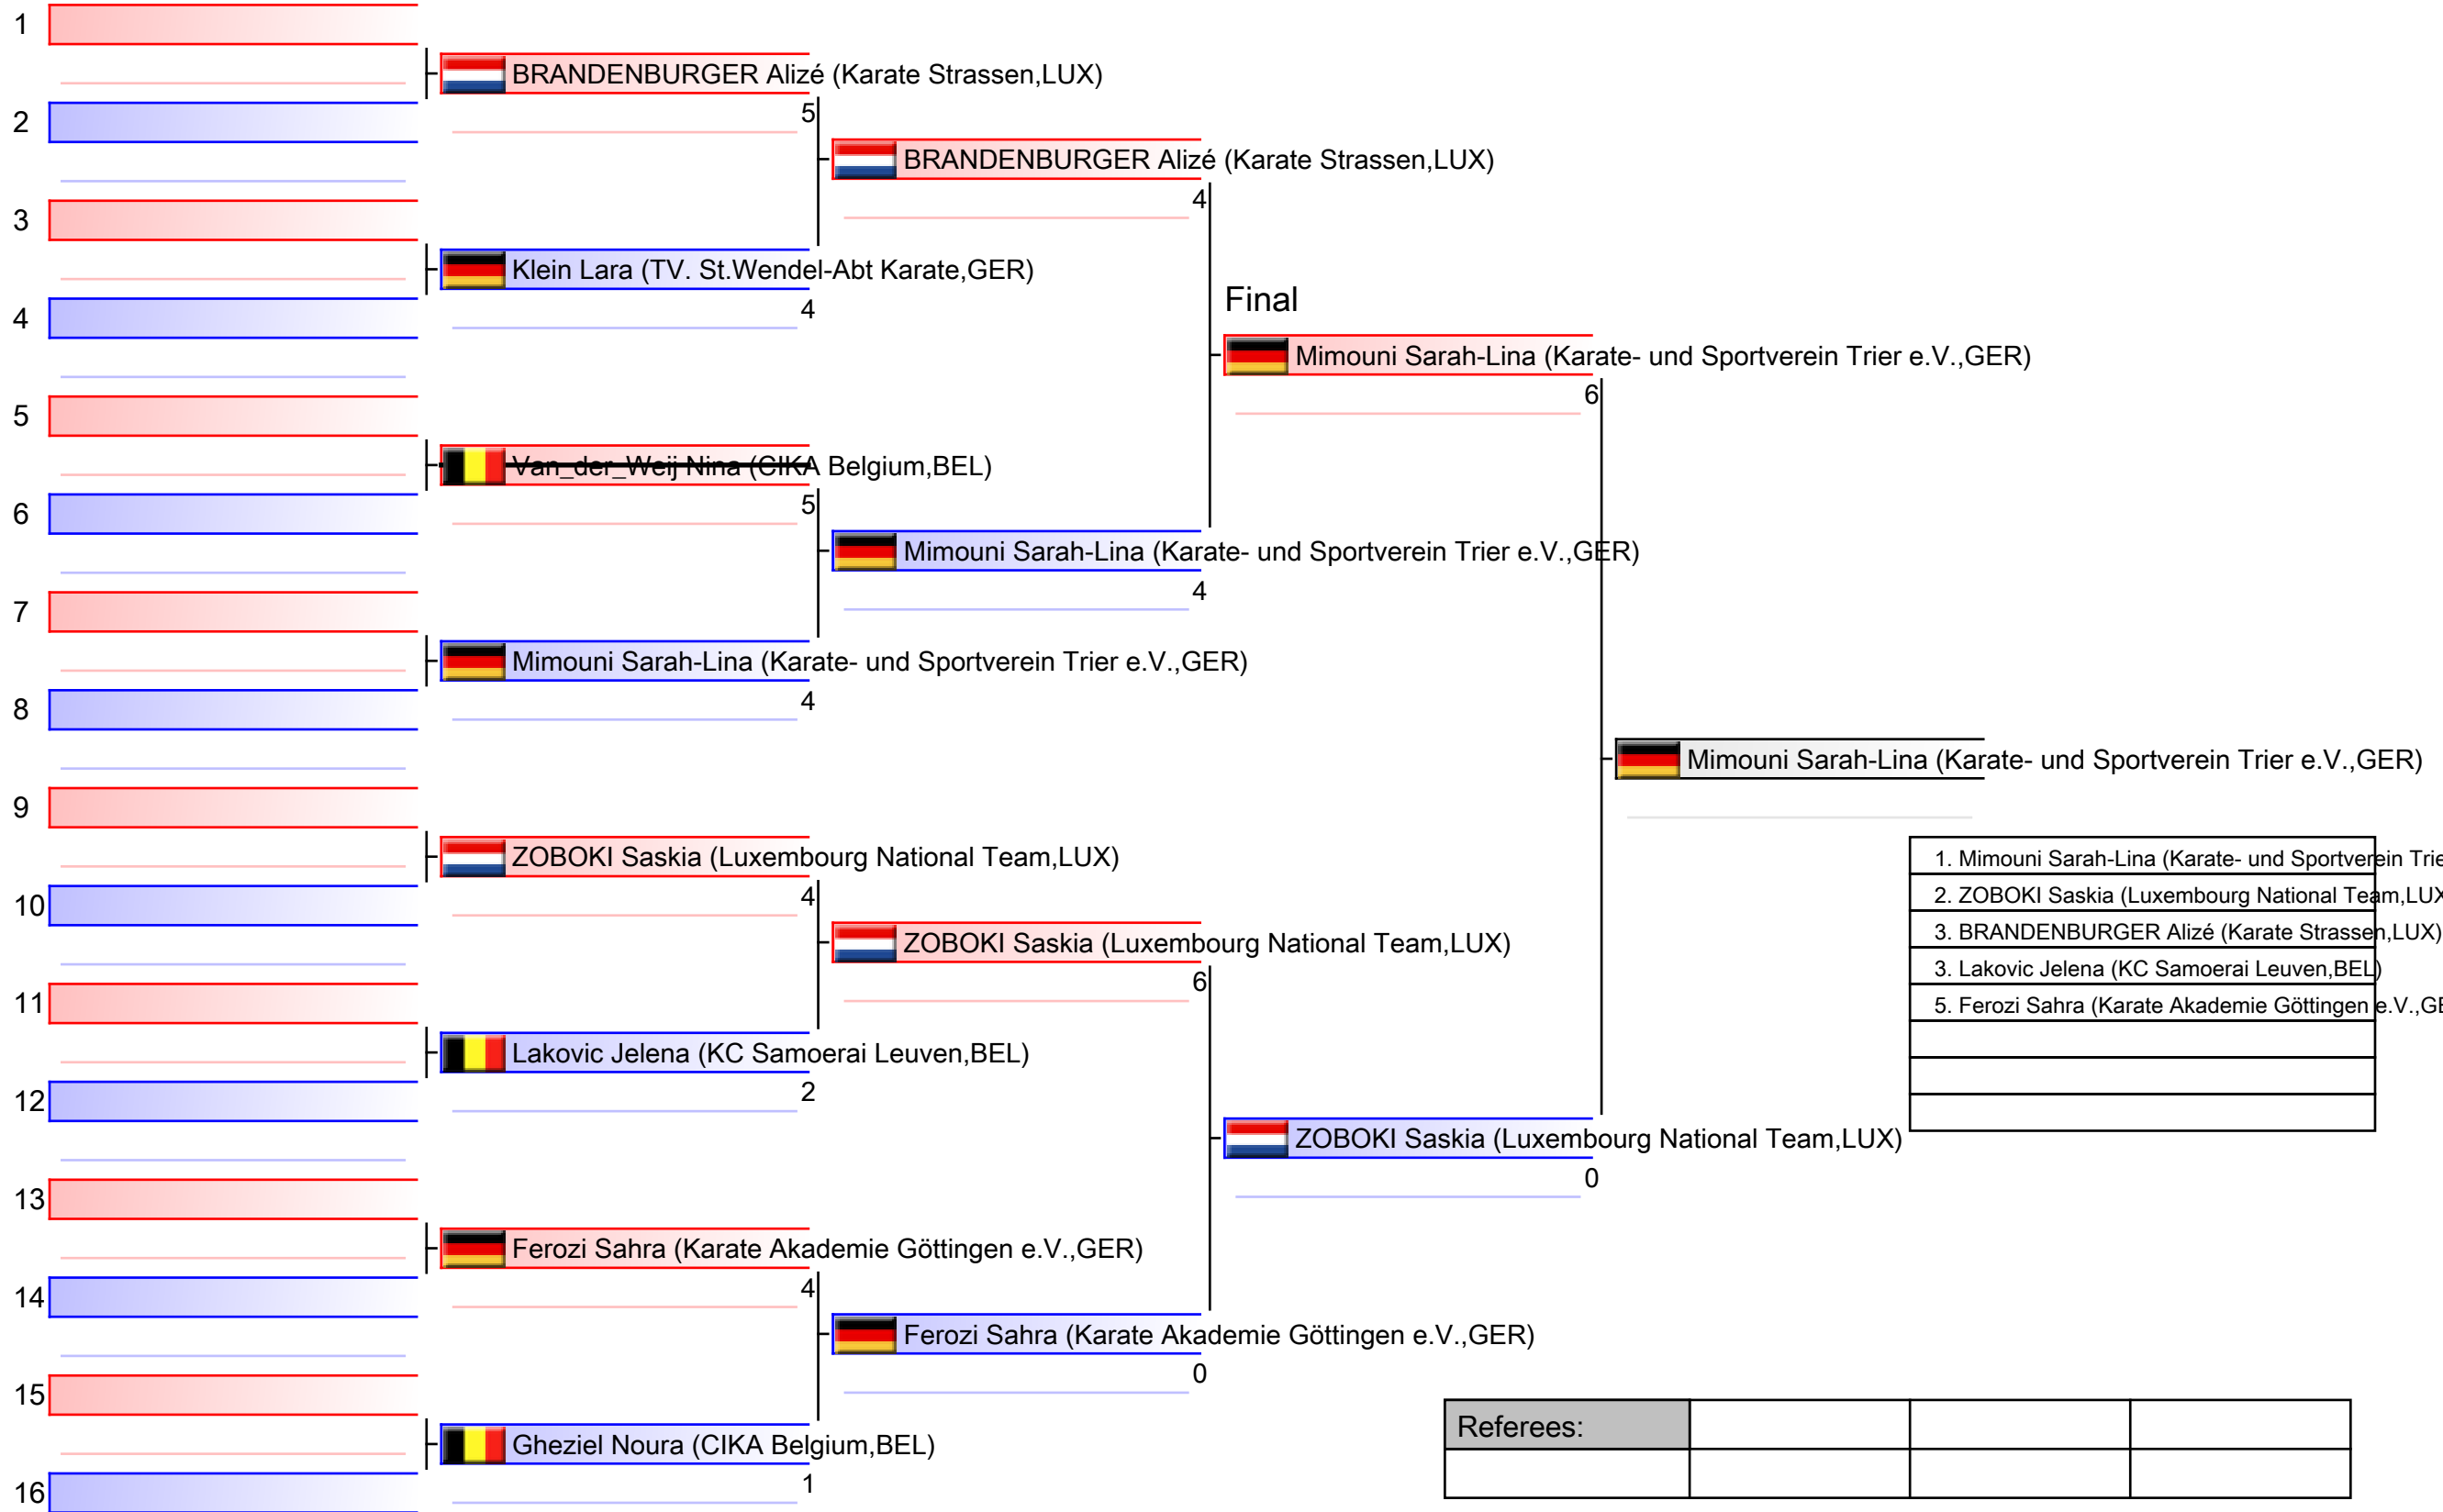 1
BRANDENBURGER Alizé (Karate Strassen,LUX)
5
2
BRANDENBURGER Alizé (Karate Strassen,LUX)
4
3
Klein Lara (TV. St.Wendel-Abt Karate,GER)
4
4
Final
Mimouni Sarah-Lina (Karate- und Sportverein Trier e.V.,GER)
6
5
Van_der_Weij Nina (CIKA Belgium,BEL)
5
6
Mimouni Sarah-Lina (Karate- und Sportverein Trier e.V.,GER)
4
7
Mimouni Sarah-Lina (Karate- und Sportverein Trier e.V.,GER)
4
8
Mimouni Sarah-Lina (Karate- und Sportverein Trier e.V.,GER)
9
ZOBOKI Saskia (Luxembourg National Team,LUX)
4
10
ZOBOKI Saskia (Luxembourg National Team,LUX)
6
11
Lakovic Jelena (KC Samoerai Leuven,BEL)
2
12
ZOBOKI Saskia (Luxembourg National Team,LUX)
0
1. Mimouni Sarah-Lina (Karate- und Sportverein Trie
2. ZOBOKI Saskia (Luxembourg National Team,LUX
3. BRANDENBURGER Alizé (Karate Strassen,LUX)
3. Lakovic Jelena (KC Samoerai Leuven,BEL)
5. Ferozi Sahra (Karate Akademie Göttingen e.V.,GE
13
Ferozi Sahra (Karate Akademie Göttingen e.V.,GER)
4
14
Ferozi Sahra (Karate Akademie Göttingen e.V.,GER)
0
15
Gheziel Noura (CIKA Belgium,BEL)
1
16
Referees: